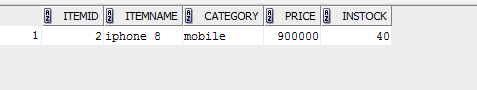 ITEMID ITEMNAME CATEGORY PRICE INSTOCK
1 2 iphone 8 mobile 900000 40